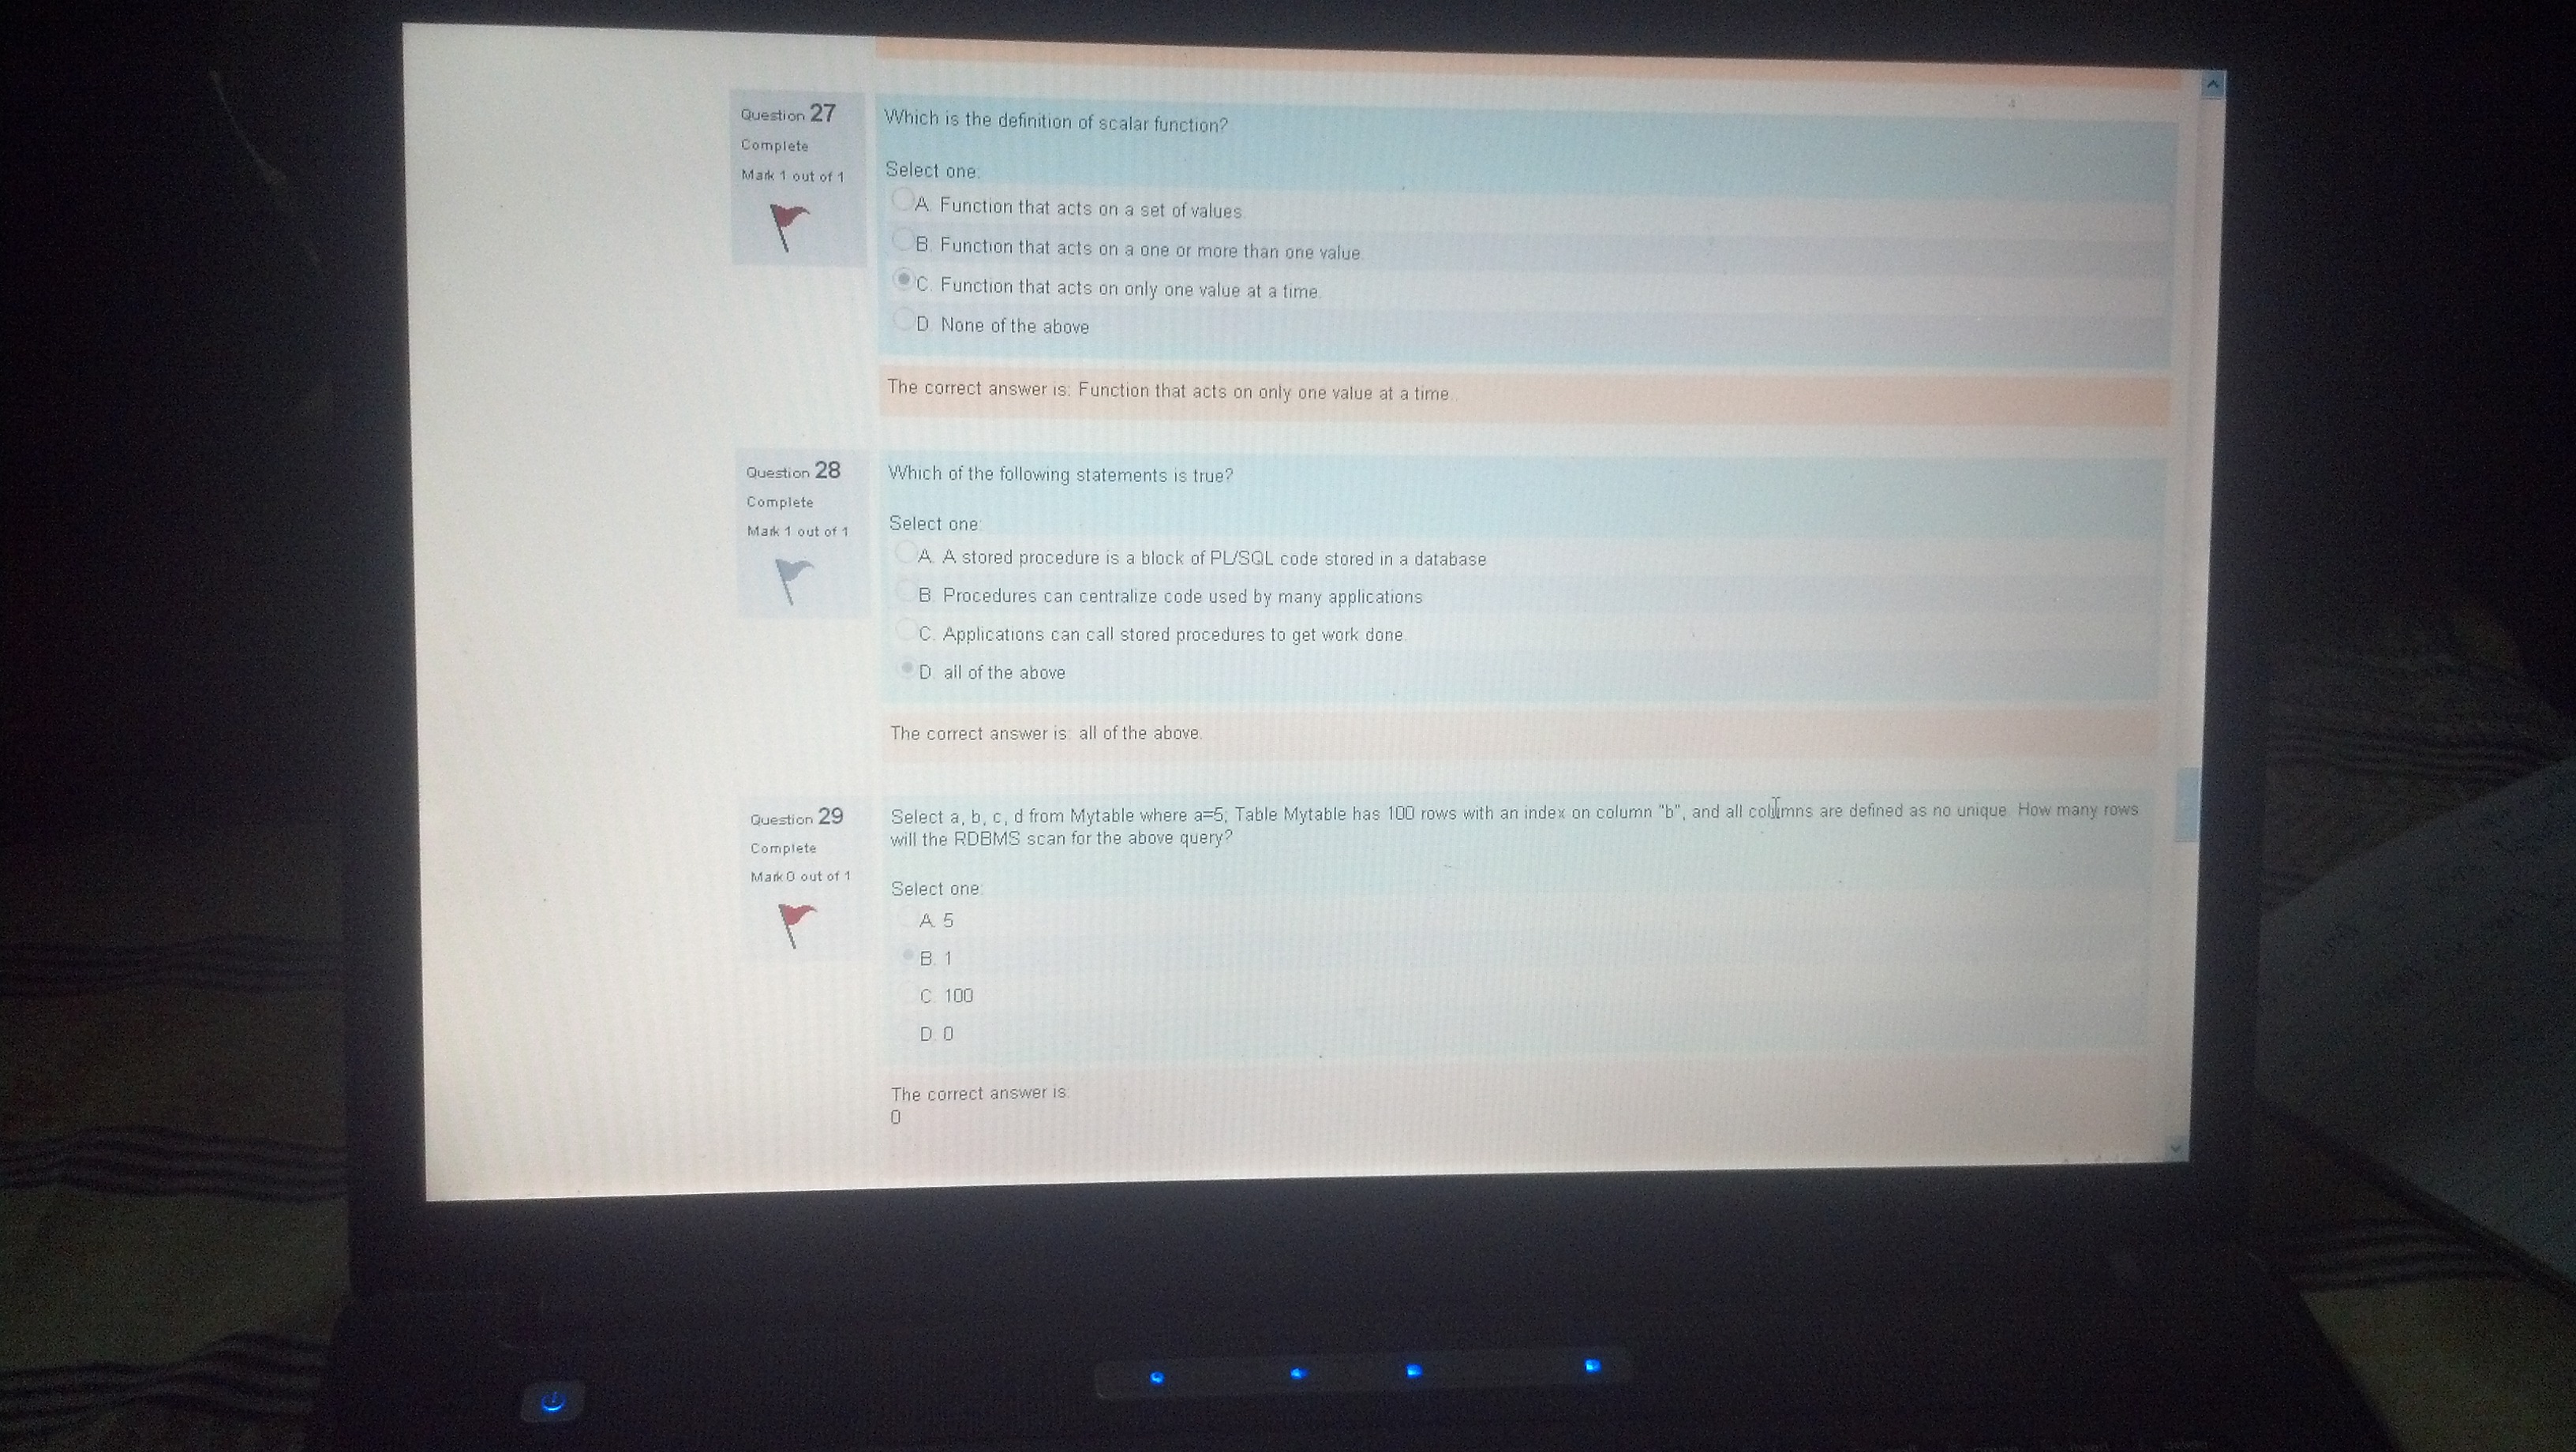 Question 27
Complete
Mark 1 out of 1
Which is the definition of scalar function?
Select one:
A. Function that acts on a set of values.
B. Function that acts on a one or more than one value.
C. Function that acts on only one value at a time.
D. None of the above
The correct answer is: Function that acts on only one value at a time..
Question 28
Complete
Mark 1 out of 1
Which of the following statements is true?
Select one:
A. A stored procedure is a block of PL/SQL code stored in a database
B. Procedures can centralize code used by many applications
C. Applications can call stored procedures to get work done.
D. all of the above
The correct answer is: all of the above.
Question 29
Complete
Mark 0 out of 1
Select a, b, c, d from Mytable where a=5; Table Mytable has 100 rows with an index on column "b", and all columns are defined as no unique. How many rows
will the RDBMS scan for the above query?
Select one:
A. 5
B. 1
C. 100
D. 0
The correct answer is:
0